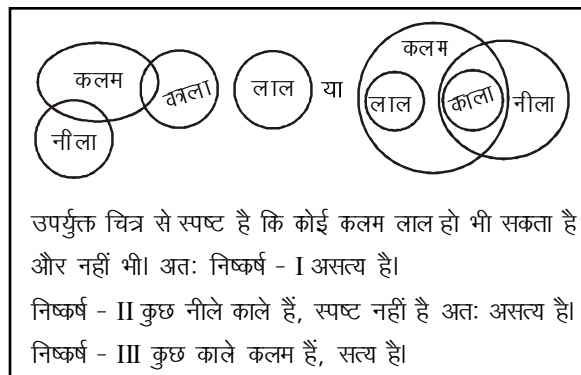 कलम
नीला
काला
लाल
या
कलम
लाल
काला
नीला
उपर्युक्त चित्र से स्पष्ट है कि कोई कलम लाल हो भी सकता है
और नहीं भी। अतः निष्कर्ष - I असत्य है।
निष्कर्ष - II कुछ नीले काले हैं, स्पष्ट नहीं है अतः असत्य है।
निष्कर्ष - III कुछ काले कलम हैं, सत्य है।